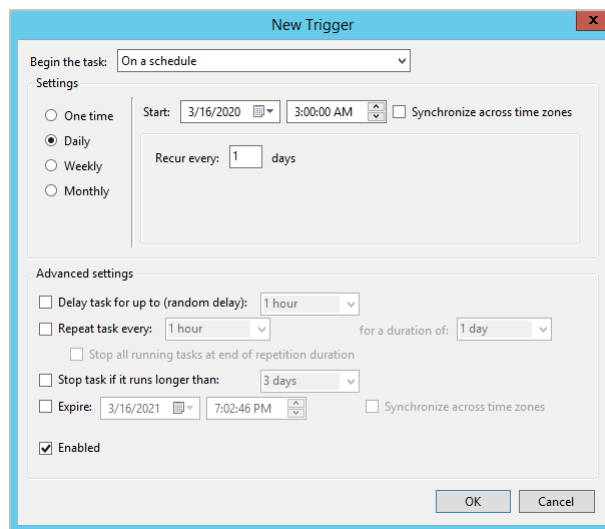 New Trigger
x
Begin the task: On a schedule
Settings
One time
Start: 3/16/2020 3:00:00 AM Synchronize across time zones
Daily
Recur every: 1 days
Weekly
Monthly
Advanced settings
Delay task for up to (random delay): 1 hour
Repeat task every: 1 hour for a duration of: 1 day
Stop all running tasks at end of repetition duration
Stop task if it runs longer than: 3 days
Expire: 3/16/2021 7:02:46 PM Synchronize across time zones
Enabled
OK Cancel